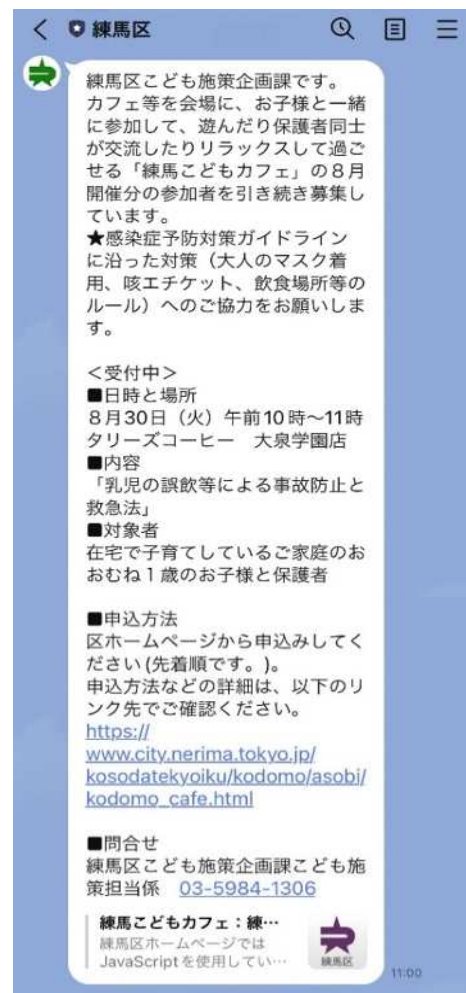 練馬区
練馬区こども施策企画課です。
カフェ等を会場に、お子様と一緒
に参加して、遊んだり保護者同士
が交流したりリラックスして過ご
せる「練馬こどもカフェ」の８月
開催分の参加者を引き続き募集し
ています。
★感染症予防対策ガイドライン
に沿った対策（大人のマスク着
用、咳エチケット、飲食場所等の
ルール）へのご協力をお願いしま
す。
＜受付中＞
■日時と場所
８月30日（火）午前10時～11時
タリーズコーヒー　大泉学園店
■内容
「乳児の誤飲等による事故防止と
救急法」
■対象者
在宅で子育てしているご家庭のお
おむね１歳のお子様と保護者
■申込方法
区ホームページから申込みしてく
ださい(先着順です。)。
申込方法などの詳細は、以下のリ
ンク先でご確認ください。
https://
www.city.nerima.tokyo.jp/
kosodatekyoiku/kodomo/asobi/
kodomo_cafe.html
■問合せ
練馬区こども施策企画課こども施
策担当係　03-5984-1306
練馬こどもカフェ：練…
練馬区ホームページでは
JavaScriptを使用してい…
練馬区
11:00